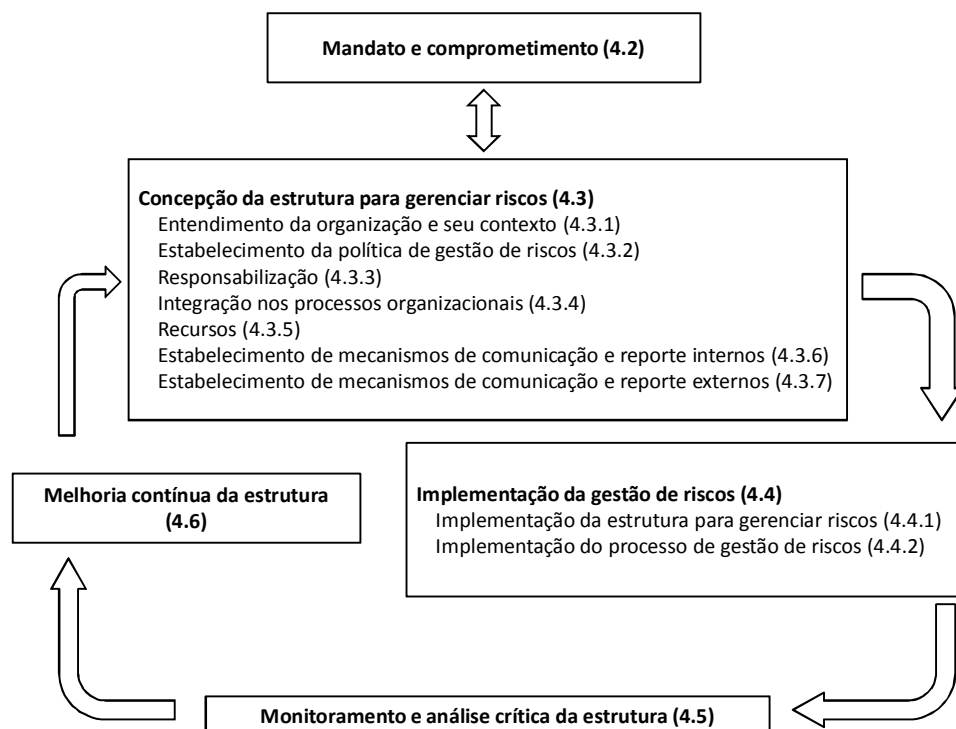 Mandato e comprometimento (4.2)
Concepção da estrutura para gerenciar riscos (4.3)
Entendimento da organização e seu contexto (4.3.1)
Estabelecimento da política de gestão de riscos (4.3.2)
Responsabilização (4.3.3)
Integração nos processos organizacionais (4.3.4)
Recursos (4.3.5)
Estabelecimento de mecanismos de comunicação e reporte internos (4.3.6)
Estabelecimento de mecanismos de comunicação e reporte externos (4.3.7)
Implementação da gestão de riscos (4.4)
Implementação da estrutura para gerenciar riscos (4.4.1)
Implementação do processo de gestão de riscos (4.4.2)
Monitoramento e análise crítica da estrutura (4.5)
Melhoria contínua da estrutura
(4.6)